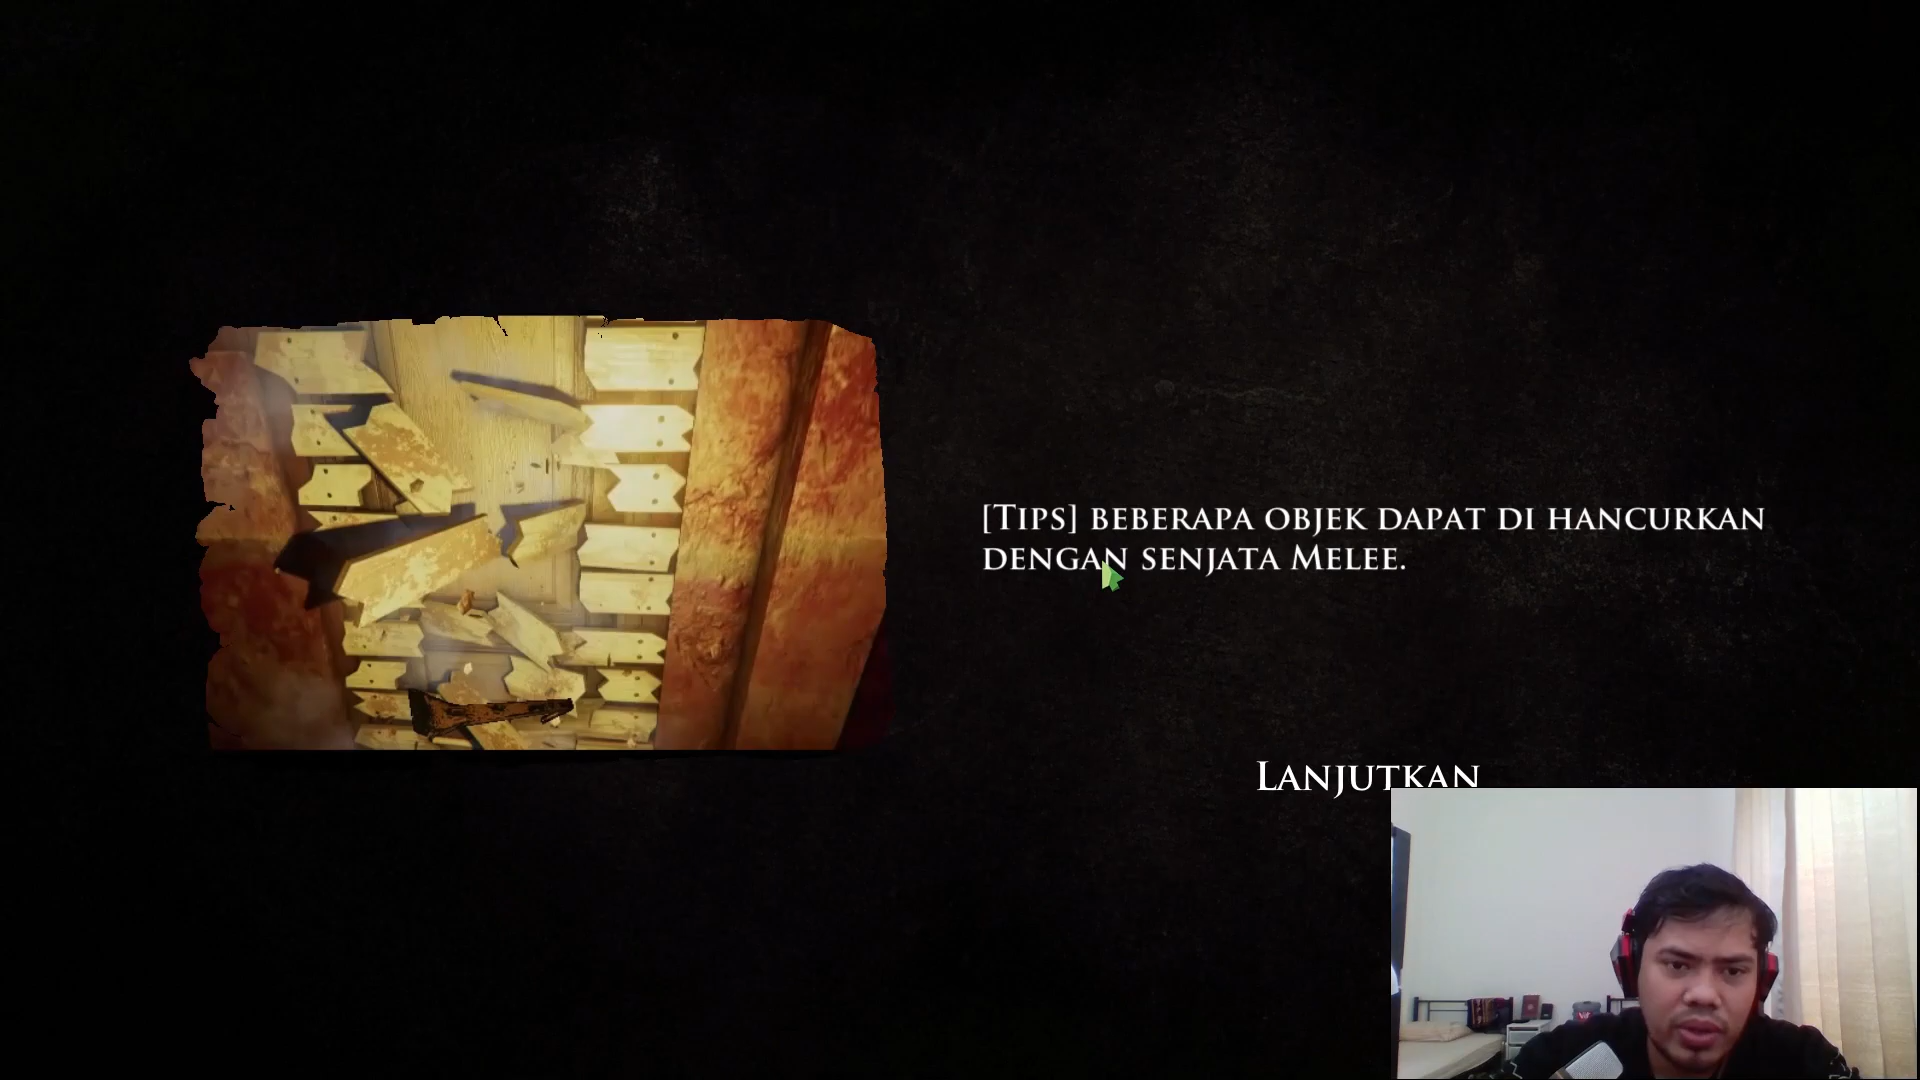 [Tips] beberapa objek dapat di hancurkan
dengan senjata Melee.
Lanjutkan